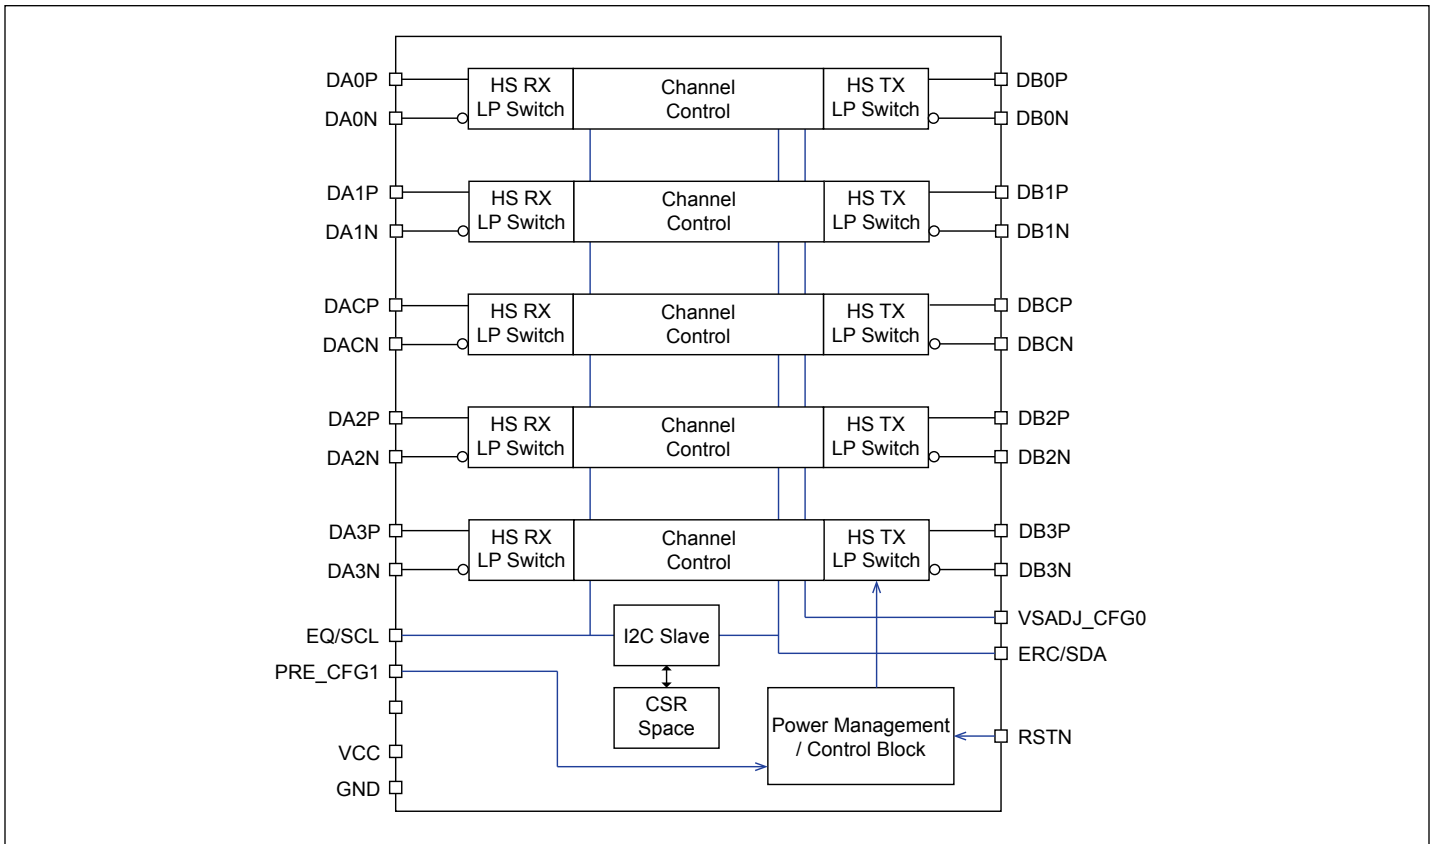 DA0P
HS RX
LP Switch
Channel
Control
HS TX
LP Switch
DB0P
DA0N
DB0N
DA1P
HS RX
LP Switch
Channel
Control
HS TX
LP Switch
DB1P
DA1N
DB1N
DACP
HS RX
LP Switch
Channel
Control
HS TX
LP Switch
DBCP
DACN
DBCN
DA2P
HS RX
LP Switch
Channel
Control
HS TX
LP Switch
DB2P
DA2N
DB2N
DA3P
HS RX
LP Switch
Channel
Control
HS TX
LP Switch
DB3P
DA3N
DB3N
VSADJ_CFG0
EQ/SCL
I2C Slave
ERC/SDA
PRE_CFG1
CSR
Space
Power Management
/ Control Block
RSTN
VCC
GND